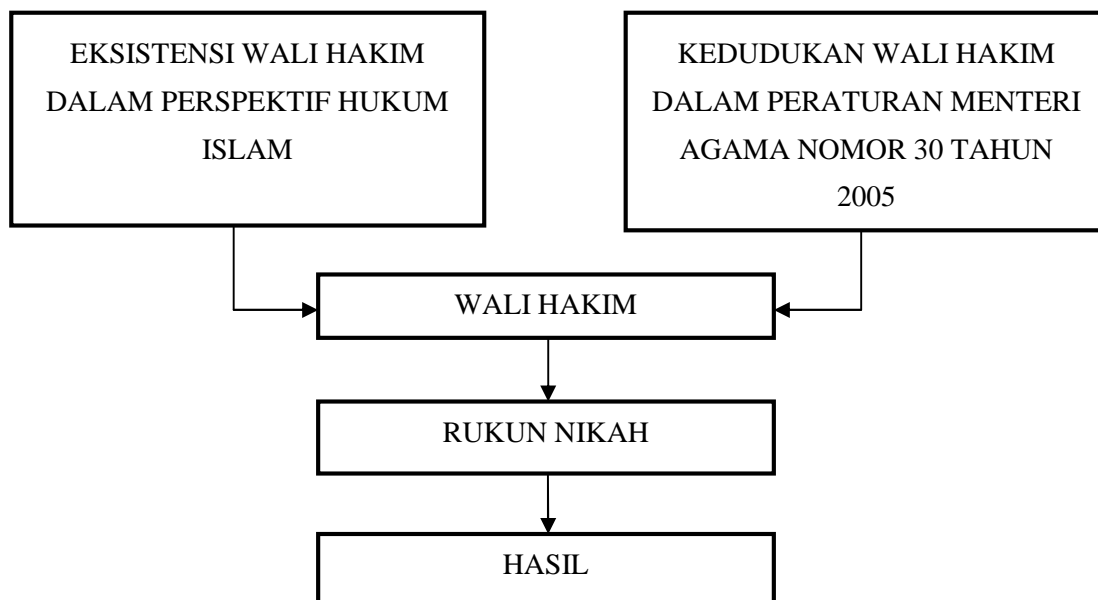 EKSISTENSI WALI HAKIM
DALAM PERSPEKTIF HUKUM
ISLAM
KEDUDUKAN WALI HAKIM
DALAM PERATURAN MENTERI
AGAMA NOMOR 30 TAHUN
2005
WALI HAKIM
RUKUN NIKAH
HASIL